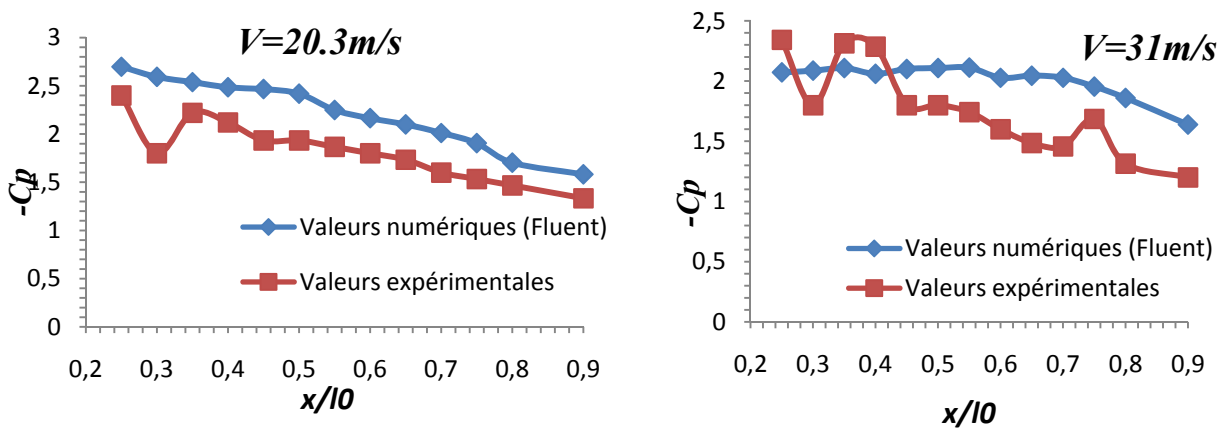 V=20.3m/s
3
2,5
2
1,5
1
0,5
0
-Cp
Valeurs numériques (Fluent)
Valeurs expérimentales
0,2 0,3 0,4 0,5 0,6 0,7 0,8 0,9
x/l0
V=31m/s
2,5
2
1,5
1
0,5
0
-Cp
Valeurs numériques (Fluent)
Valeurs expérimentales
0,2 0,3 0,4 0,5 0,6 0,7 0,8 0,9
x/l0